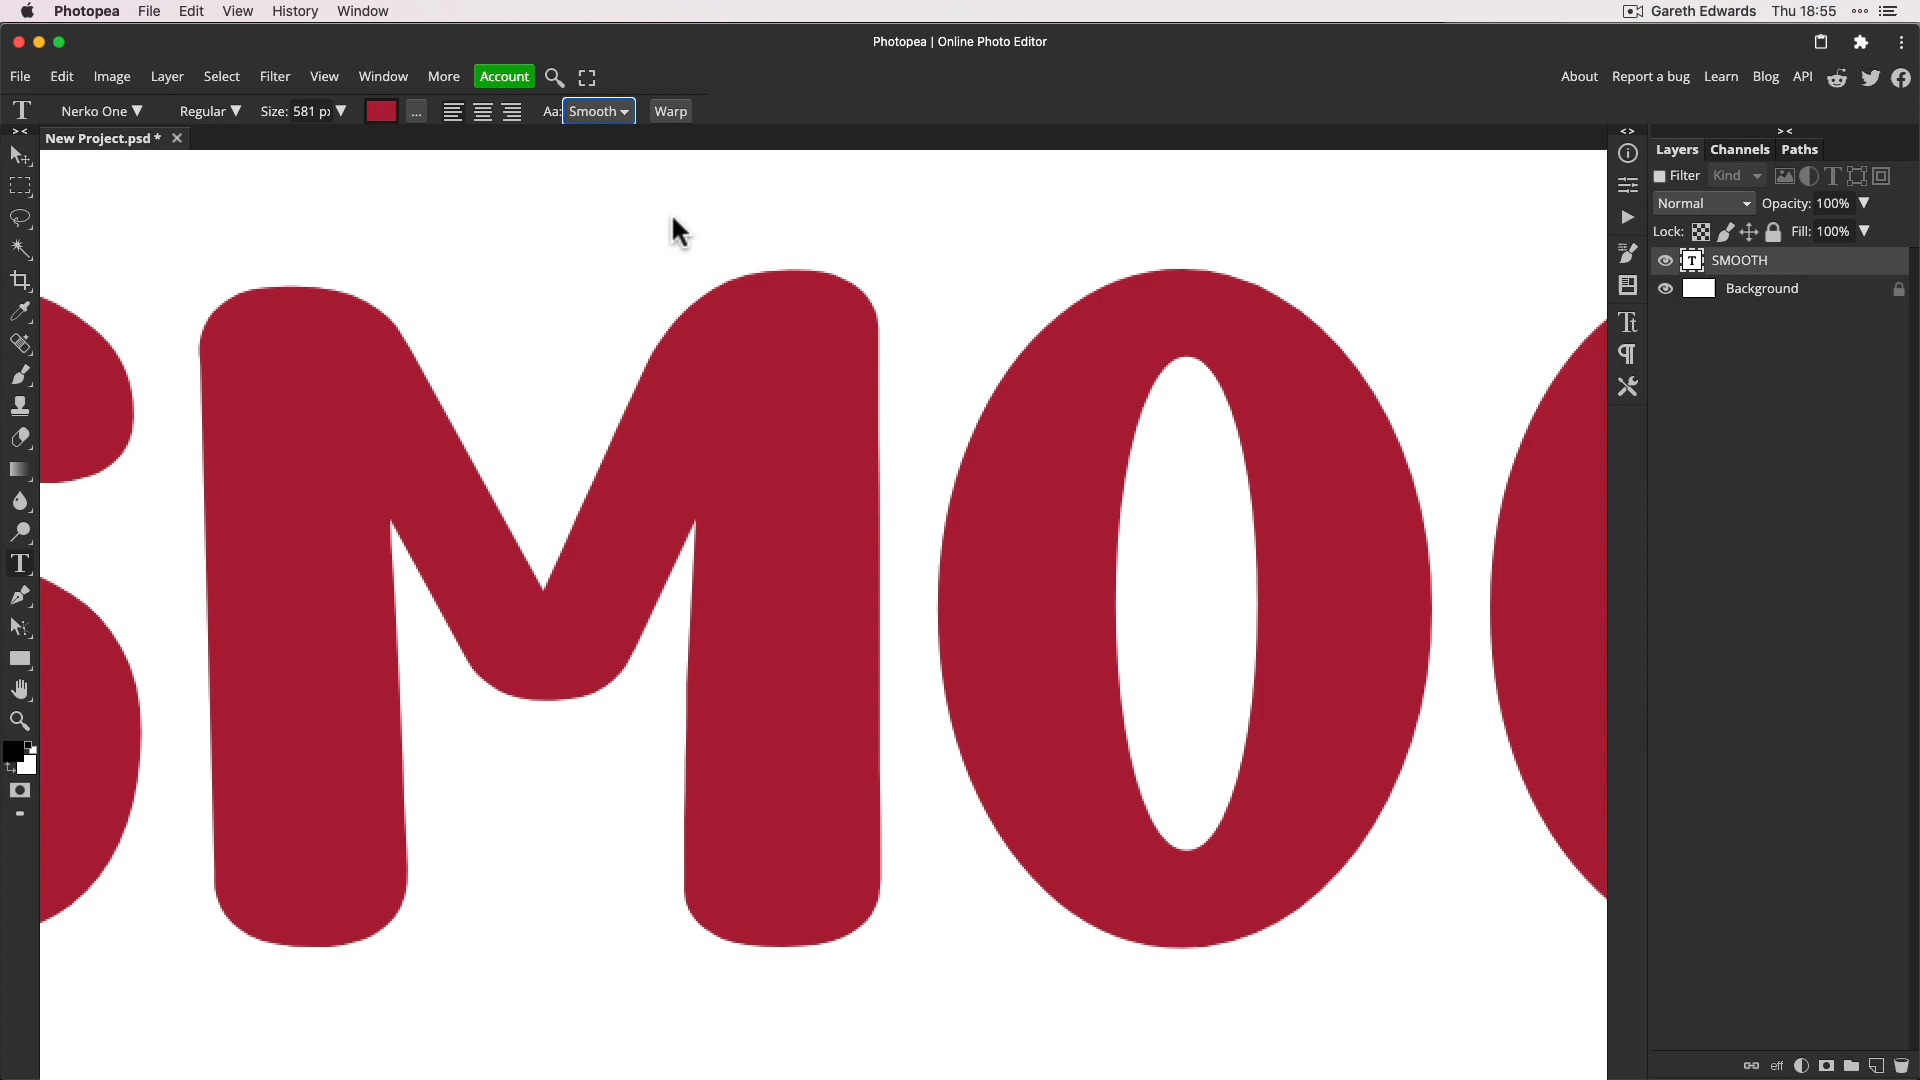 Photopea File Edit View History Window Gareth Edwards Thu 18:55
Photopea | Online Photo Editor
File Edit Image Layer Select Filter View Window More Account About Report a bug Learn Blog API
T Nerko One Regular Size: 581 px ... Aa: Smooth Warp
New Project.psd *
Layers Channels Paths
Filter Kind
Normal Opacity: 100%
Lock: Fill: 100%
T SMOOTH
Background
SMOO
eff